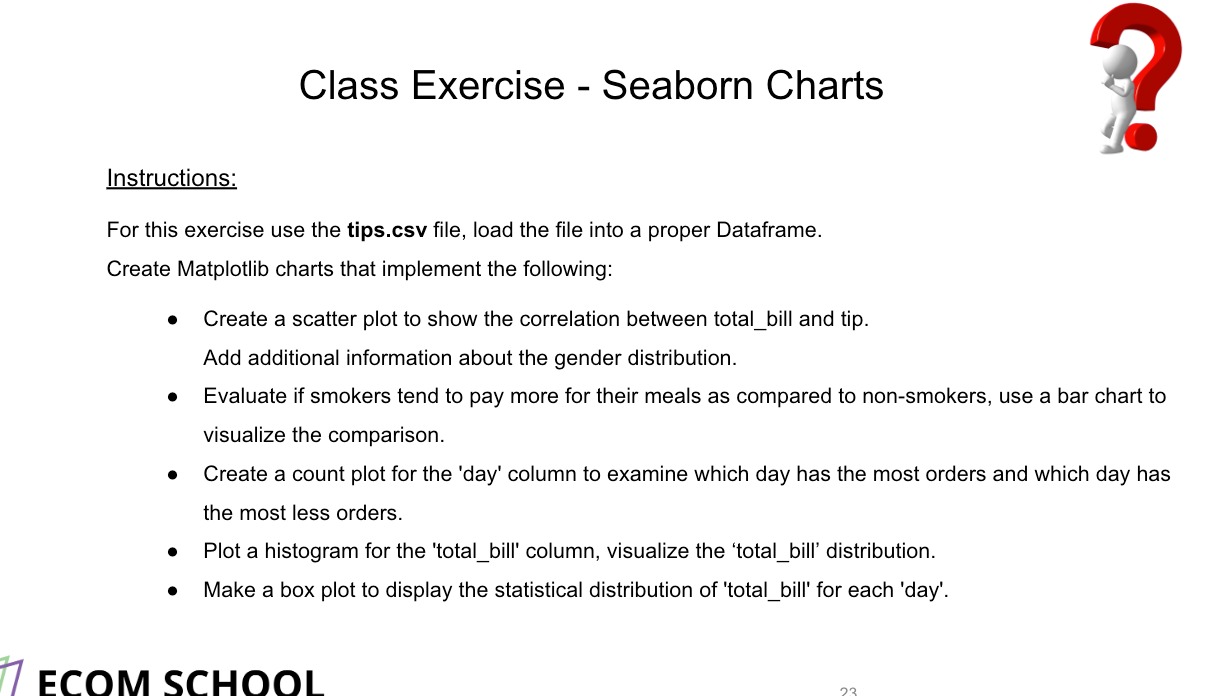 Class Exercise - Seaborn Charts
Instructions:
For this exercise use the tips.csv file, load the file into a proper Dataframe.
Create Matplotlib charts that implement the following:
● Create a scatter plot to show the correlation between total_bill and tip.
Add additional information about the gender distribution.
● Evaluate if smokers tend to pay more for their meals as compared to non-smokers, use a bar chart to
visualize the comparison.
● Create a count plot for the 'day' column to examine which day has the most orders and which day has
the most less orders.
● Plot a histogram for the 'total_bill' column, visualize the ‘total_bill’ distribution.
● Make a box plot to display the statistical distribution of 'total_bill' for each 'day'.
ECOM SCHOOL
23